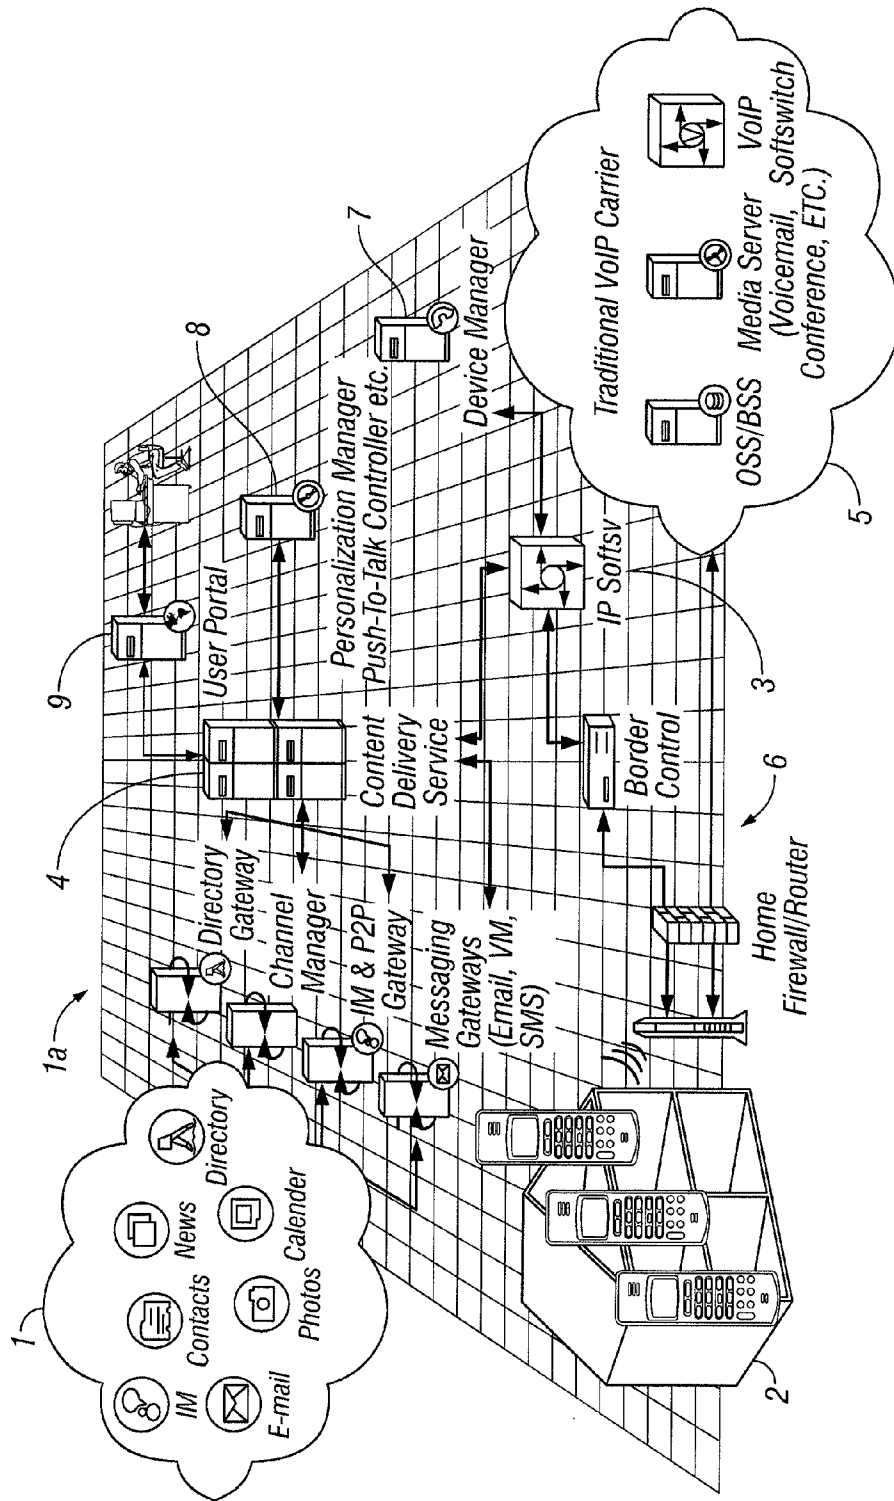 1
IM
Contacts
News
Directory
E-mail
Photos
Calender
1a
Directory
Gateway
Channel
Manager
IM & P2P
Gateway
Messaging
Gateways
(Email, VM,
SMS)
4
Content
Delivery
Service
9
User Portal
8
Personalization Manager
Push-To-Talk Controller etc.
7
Device Manager
IP Softsv
3
Border
Control
6
Home
Firewall/Router
2
Traditional VoIP Carrier
OSS/BSS
Media Server
(Voicemail,
Conference, ETC.)
VoIP
Softswitch
5